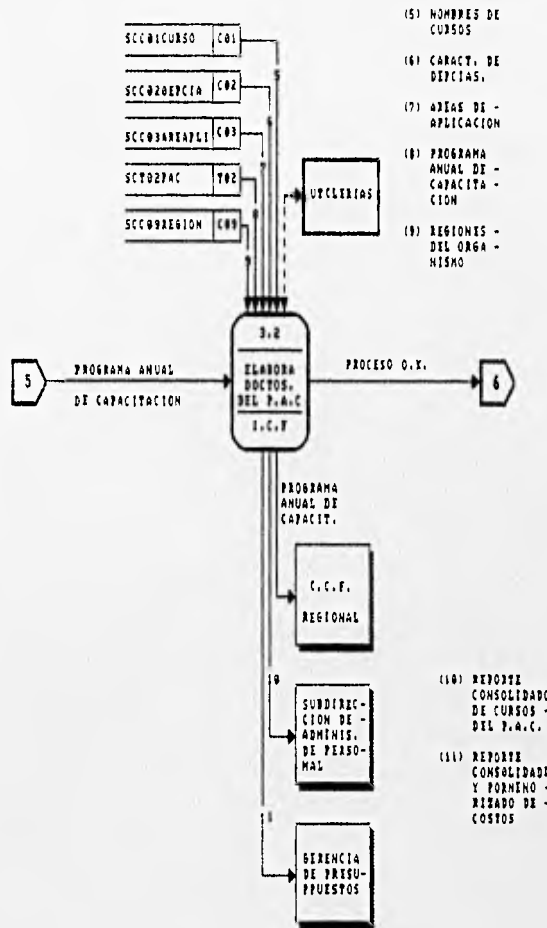 (5) NOMBRES DE
CURSOS
(6) CARACT. DE
DEPCIAS.
(7) AREAS DE -
APLICACION
(8) PROGRAMA
ANUAL DE -
CAPACITA -
CION
(9) REGIONES -
DEL ORGA -
NISMO
SCC01CURSO C01
SCC02DEPCIA C02
SCC03AREAPLI C03
SCT02PAC T02
SCC09REGION C09
5
6
7
8
9
UTCLERIAS
3.2
ELABORA
DOCTOS.
DEL P.A.C
I.C.F
5
PROGRAMA ANUAL
DE CAPACITACION
PROCESO O.K.
6
PROGRAMA
ANUAL DE
CAPACIT.
C.C.F.
REGIONAL
10
SUBDIREC-
CION DE -
ADMINIS.
DE PERSO-
NAL
GERENCIA
DE PRESU-
PPUESTOS
(10) REPORTE
CONSOLIDADO
DE CURSOS -
DEL P.A.C.
(11) REPORTE
CONSOLIDADO
Y PORMENO -
RIZADO DE -
COSTOS